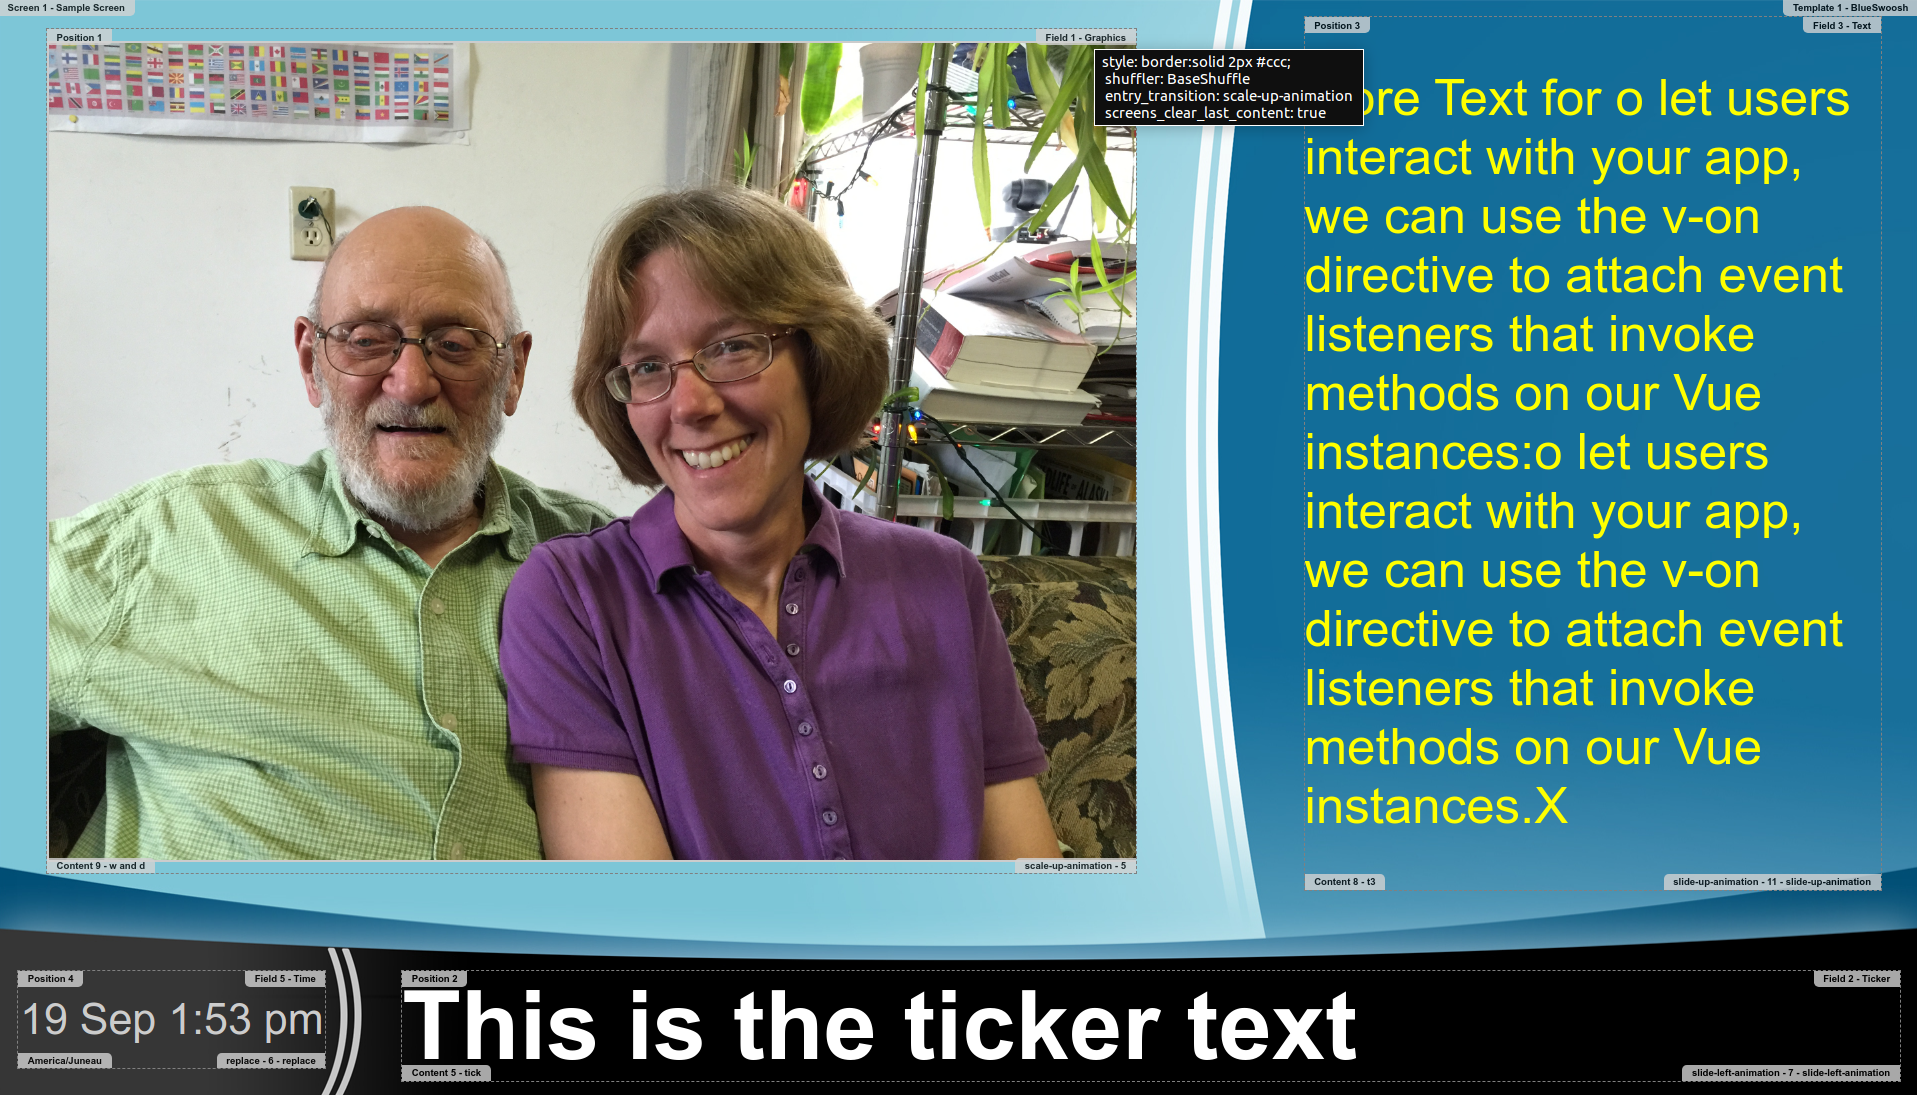 Screen 1 - Sample Screen
Template 1 - BlueSwoosh
Position 1
Field 1 - Graphics
style: border:solid 2px #ccc;
shuffler: BaseShuffle
entry_transition: scale-up-animation
screens_clear_last_content: true
Content 9 - w and d
scale-up-animation - 5
Position 3
Field 3 - Text
ore Text for o let users
interact with your app,
we can use the v-on
directive to attach event
listeners that invoke
methods on our Vue
instances:o let users
interact with your app,
we can use the v-on
directive to attach event
listeners that invoke
methods on our Vue
instances.X
Content 8 - t3
slide-up-animation - 11 - slide-up-animation
Position 4
Field 5 - Time
19 Sep 1:53 pm
America/Juneau
replace - 6 - replace
Position 2
Field 2 - Ticker
This is the ticker text
Content 5 - tick
slide-left-animation - 7 - slide-left-animation